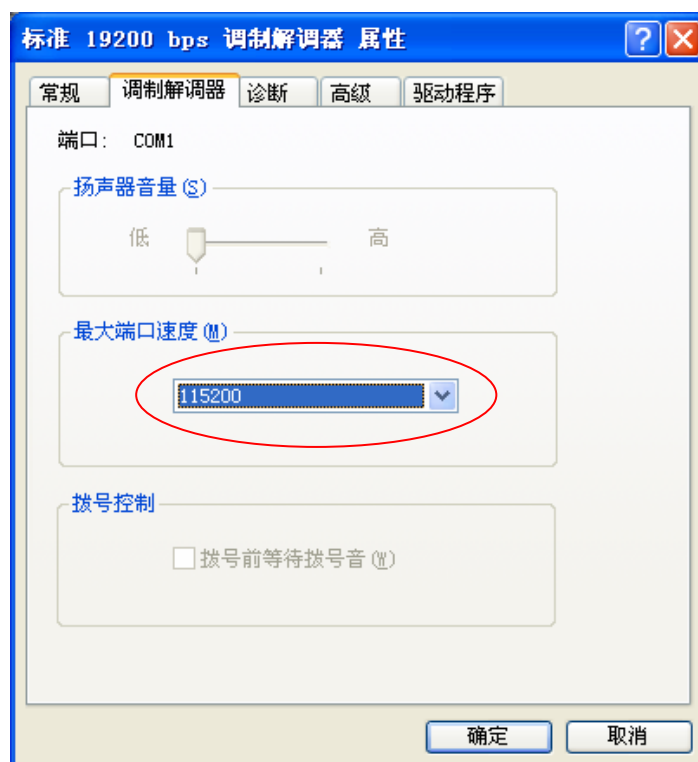 标准 19200 bps 调制解调器 属性
常规 调制解调器 诊断 高级 驱动程序
端口: COM1
扬声器音量(S)
低 高
最大端口速度(M)
115200
拨号控制
拨号前等待拨号音(W)
确定 取消